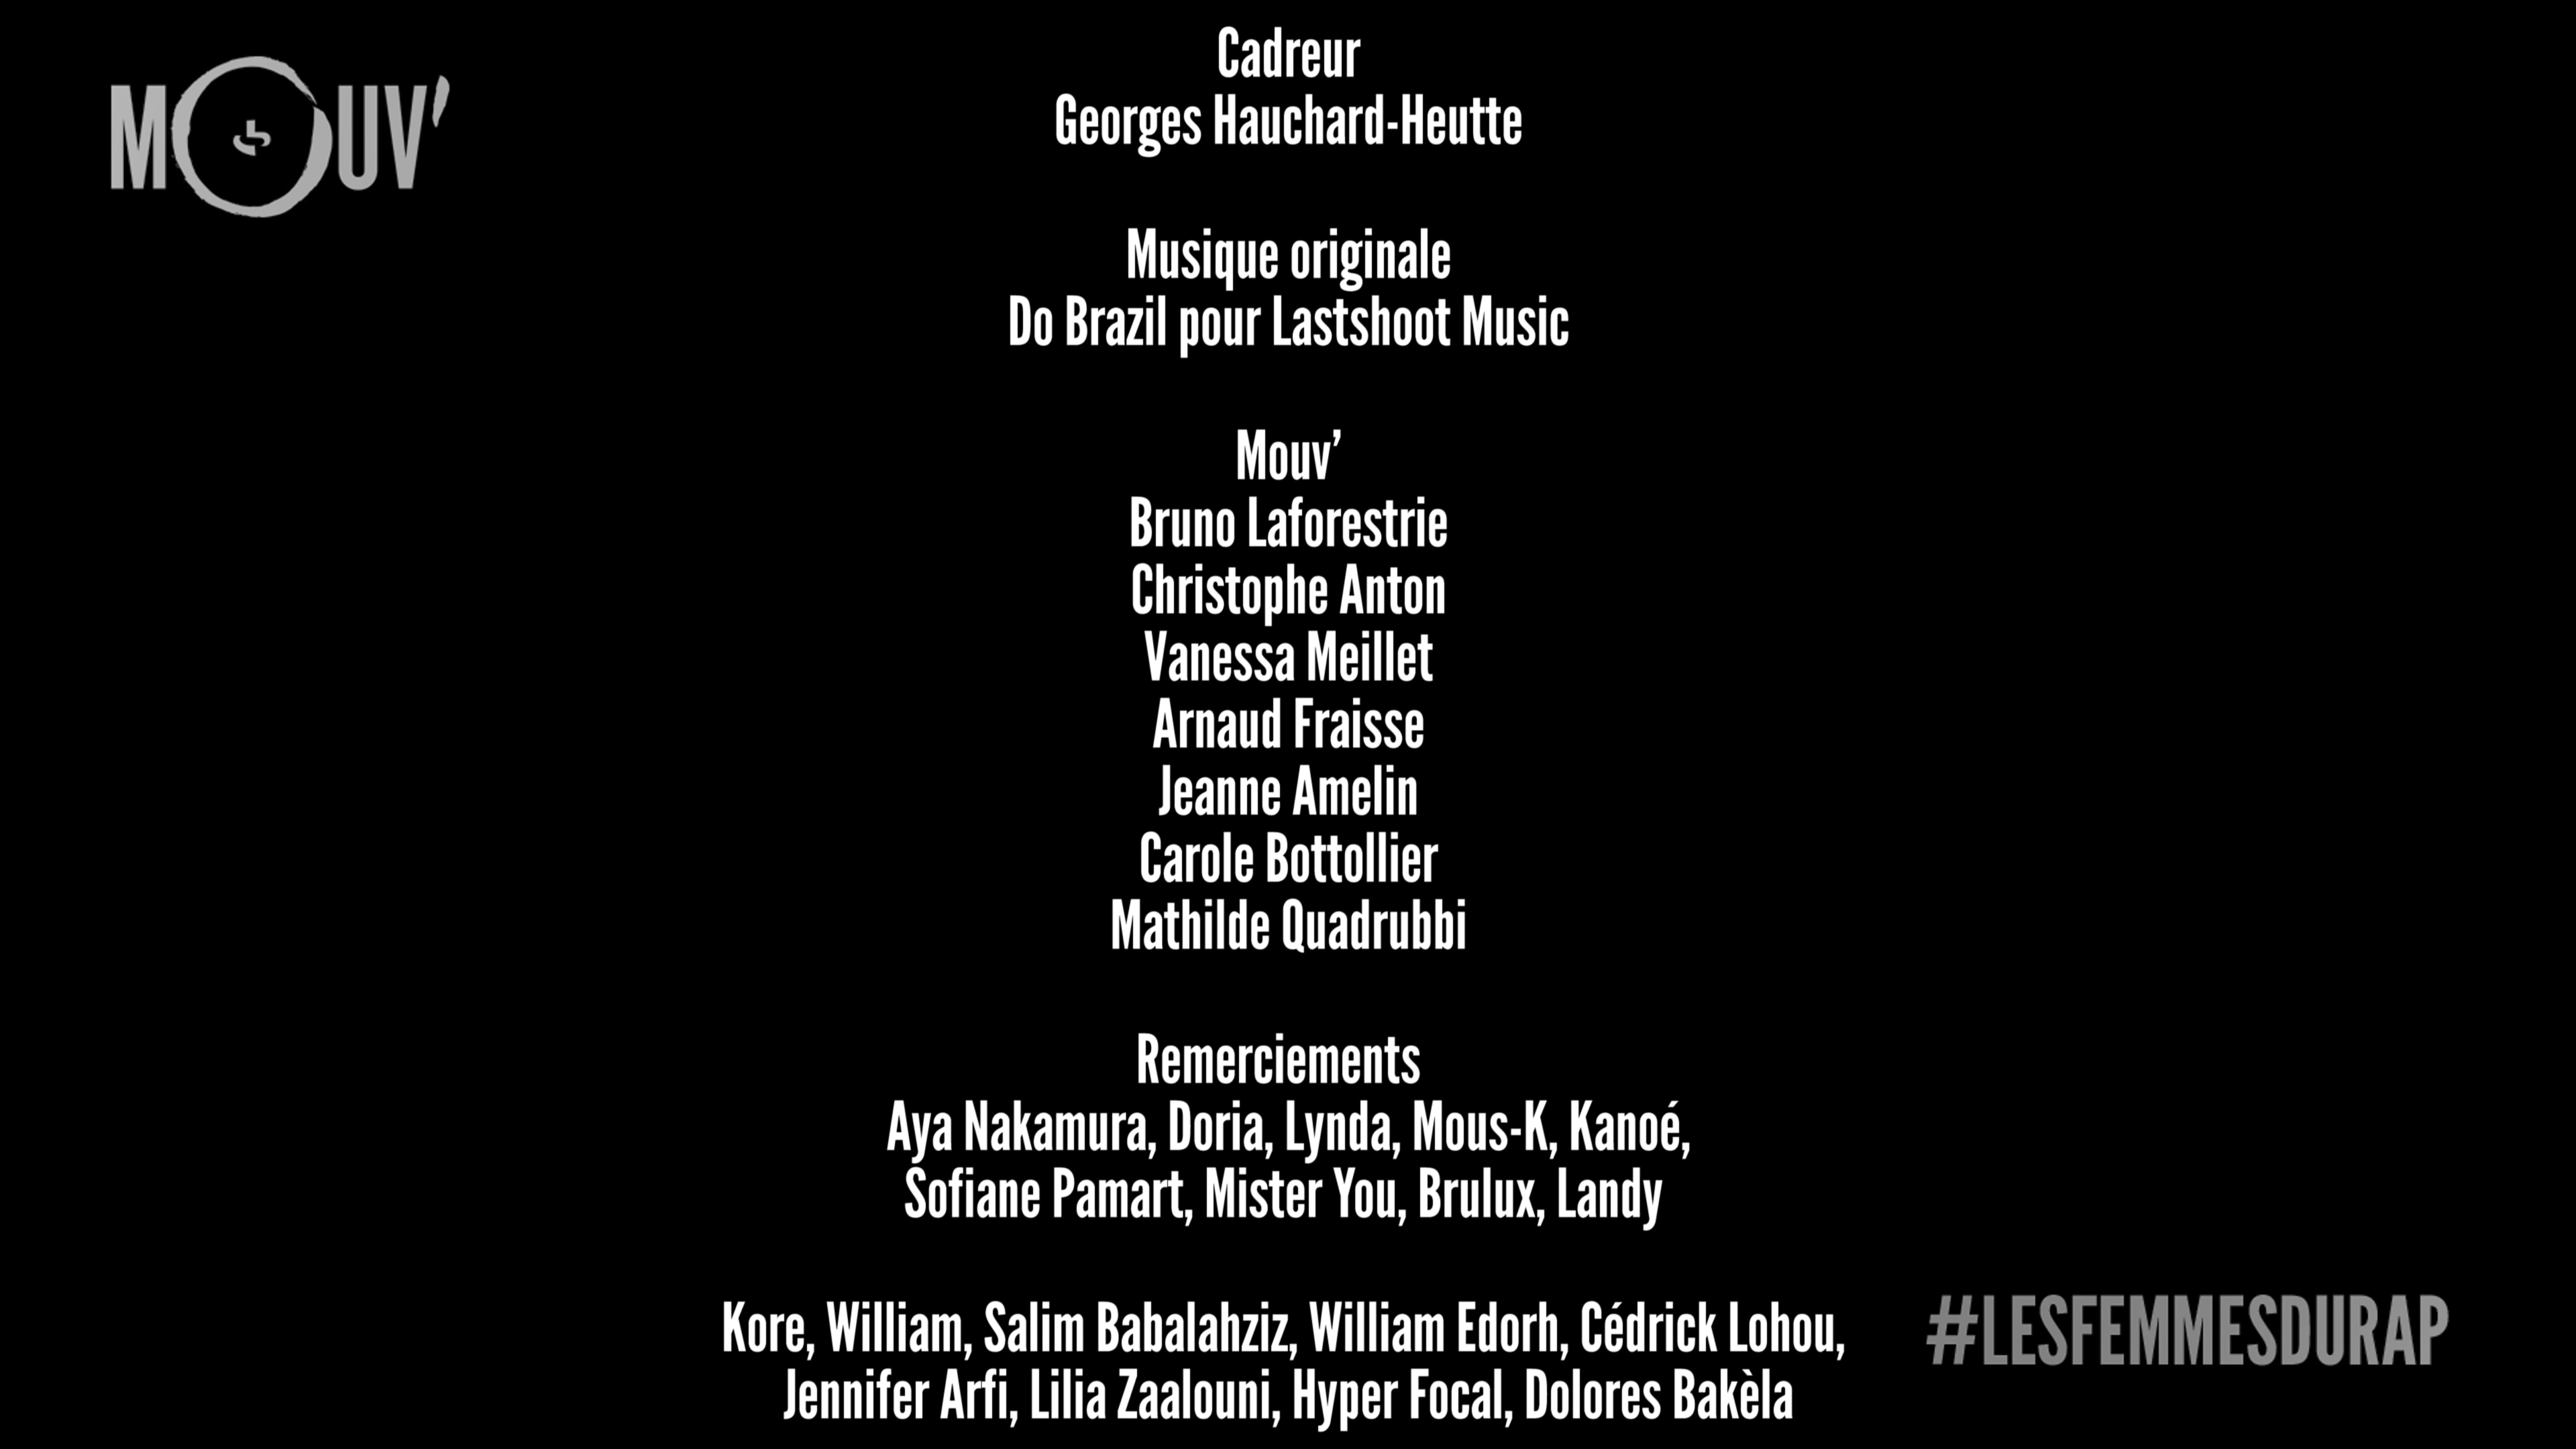 MOUV'
Cadreur
Georges Hauchard-Heutte
Musique originale
Do Brazil pour Lastshoot Music
Mouv’
Bruno Laforestrie
Christophe Anton
Vanessa Meillet
Arnaud Fraisse
Jeanne Amelin
Carole Bottollier
Mathilde Quadrubbi
Remerciements
Aya Nakamura, Doria, Lynda, Mous-K, Kanoé,
Sofiane Pamart, Mister You, Brulux, Landy
Kore, William, Salim Babalahziz, William Edorh, Cédrick Lohou,
Jennifer Arfi, Lilia Zaalouni, Hyper Focal, Dolores Bakèla
#LESFEMMESDURAP